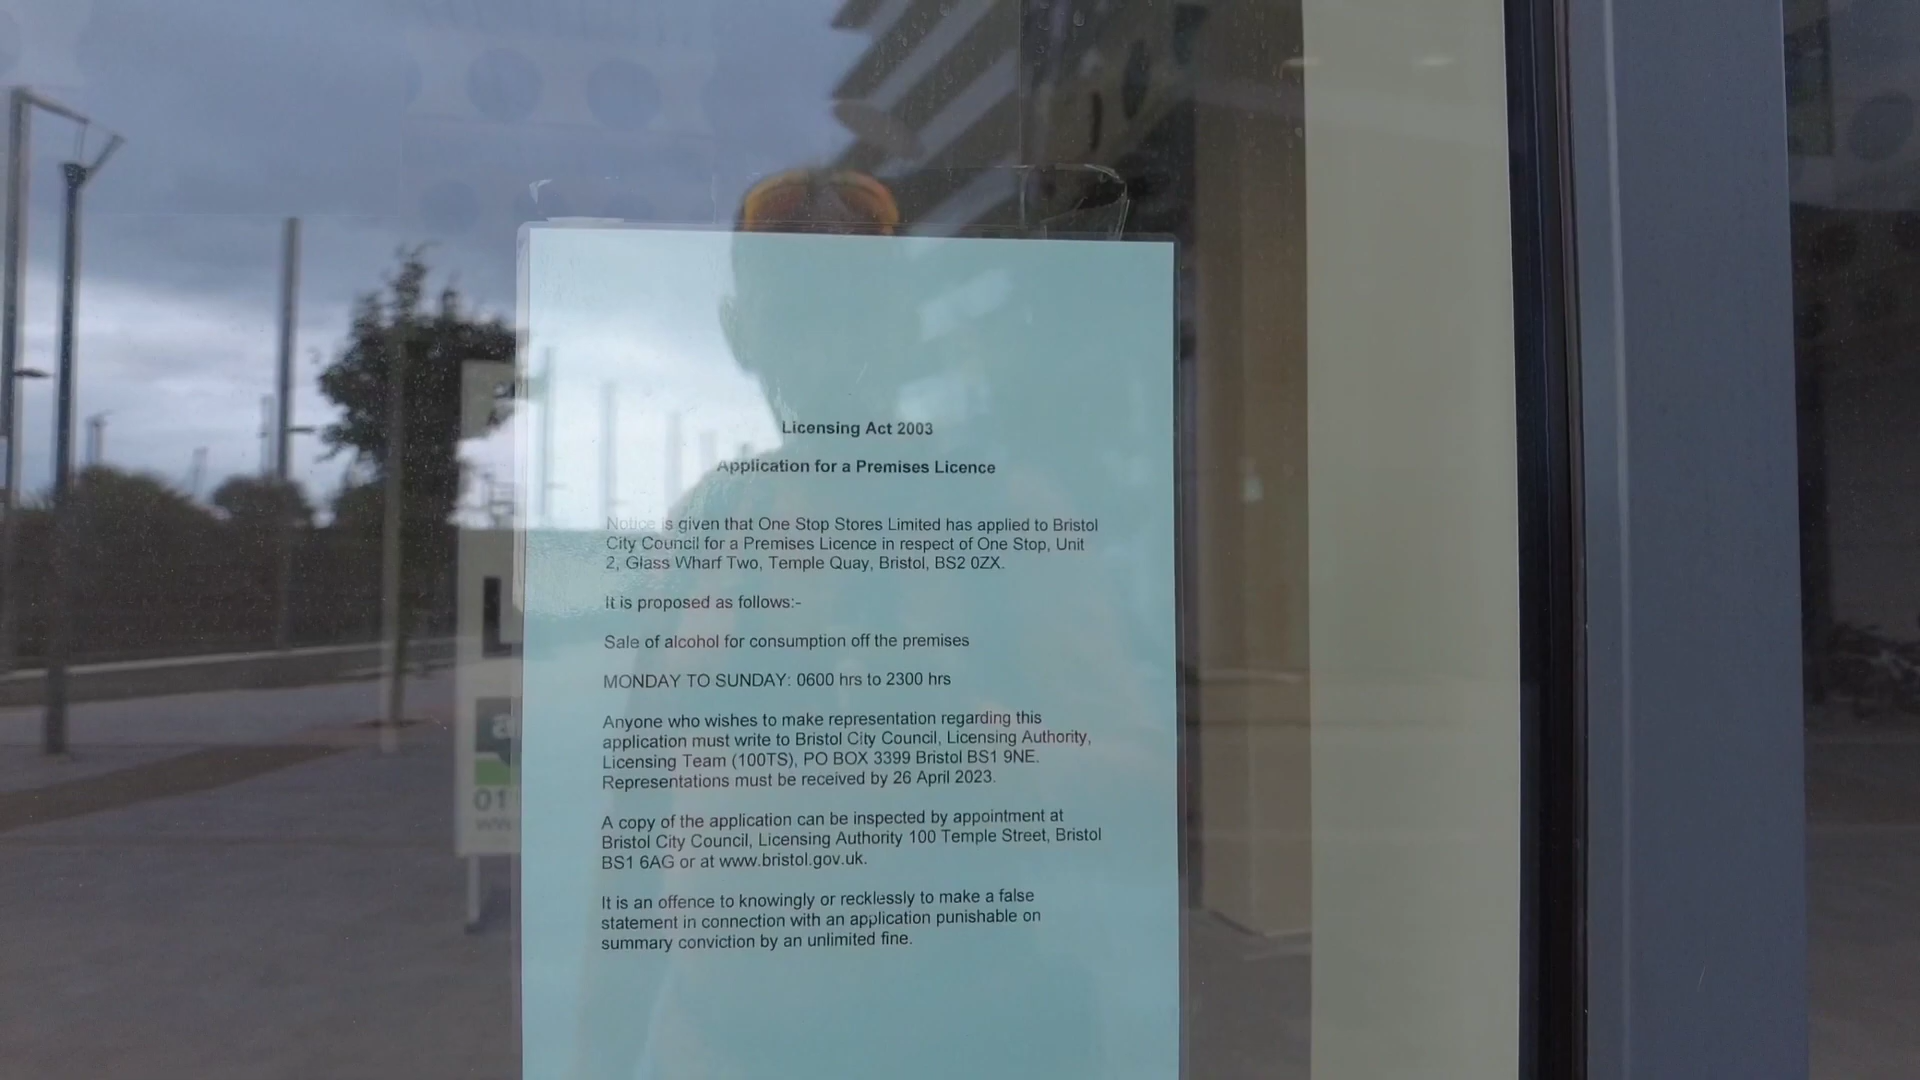 Licensing Act 2003
Application for a Premises Licence
Notice is given that One Stop Stores Limited has applied to Bristol
City Council for a Premises Licence in respect of One Stop, Unit
2, Glass Wharf Two, Temple Quay, Bristol, BS2 0ZX.
It is proposed as follows:-
Sale of alcohol for consumption off the premises
MONDAY TO SUNDAY: 0600 hrs to 2300 hrs
Anyone who wishes to make representation regarding this
application must write to Bristol City Council, Licensing Authority,
Licensing Team (100TS), PO BOX 3399 Bristol BS1 9NE.
Representations must be received by 26 April 2023.
A copy of the application can be inspected by appointment at
Bristol City Council, Licensing Authority 100 Temple Street, Bristol
BS1 6AG or at www.bristol.gov.uk.
It is an offence to knowingly or recklessly to make a false
statement in connection with an application punishable on
summary conviction by an unlimited fine.